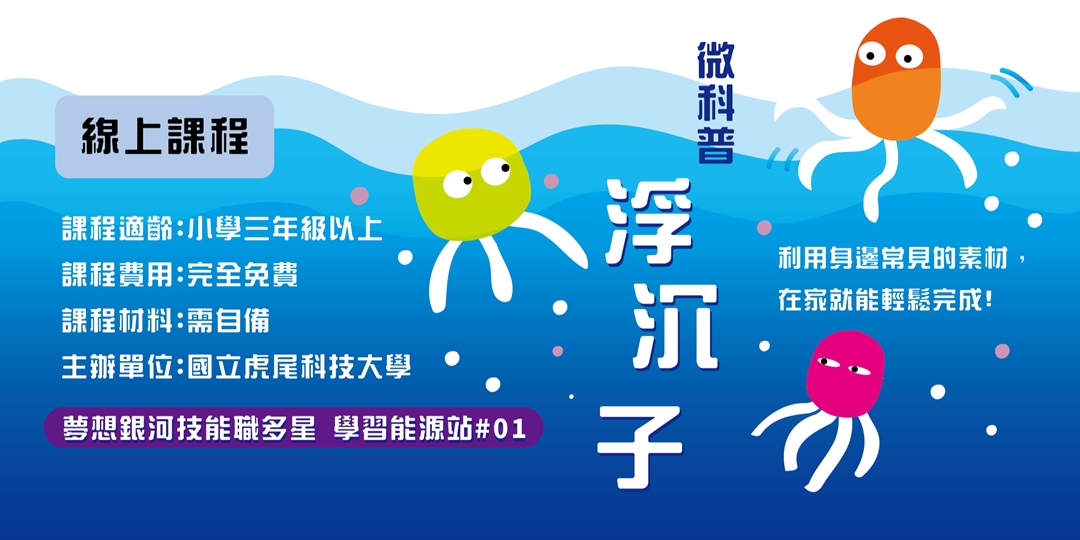 線上課程
課程適齡:小學三年級以上
課程費用:完全免費
課程材料:需自備
主辦單位:國立虎尾科技大學
夢想銀河技能職多星 學習能源站#01
微科普
浮沉子
利用身邊常見的素材，
在家就能輕鬆完成!